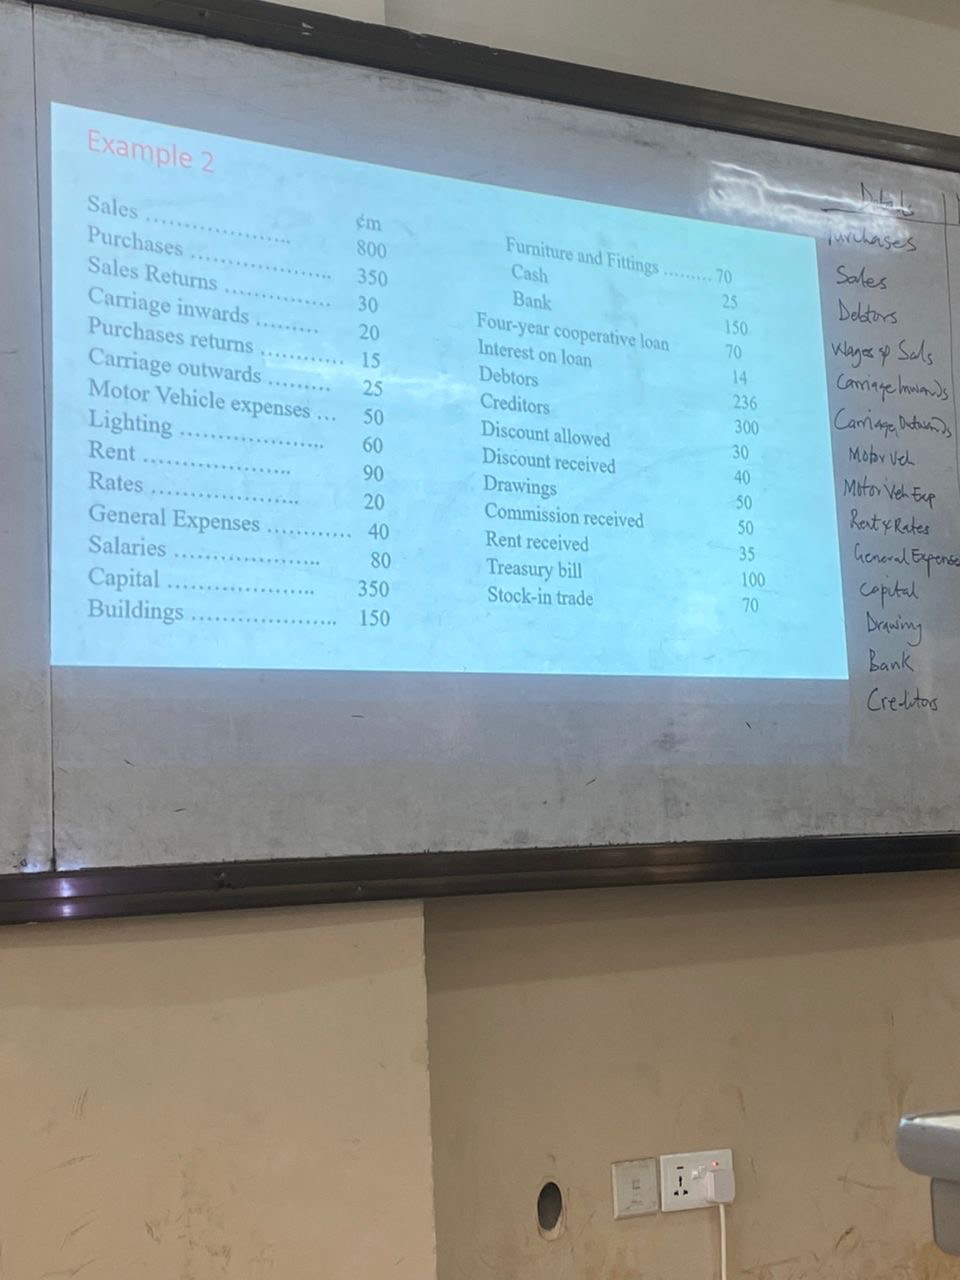 Example 2
¢m
Sales .................... 800
Purchases .................... 350
Sales Returns ............... 30
Carriage inwards ......... 20
Purchases returns ............ 15
Carriage outwards ......... 25
Motor Vehicle expenses ... 50
Lighting .................... 60
Rent .................... 90
Rates .................... 20
General Expenses ............ 40
Salaries .................... 80
Capital .................... 350
Buildings .................... 150
Furniture and Fittings ......... 70
Cash 25
Bank 150
Four-year cooperative loan 70
Interest on loan 14
Debtors 236
Creditors 300
Discount allowed 30
Discount received 40
Drawings 50
Commission received 50
Rent received 35
Treasury bill 100
Stock-in trade 70
Details
Purchases
Sales
Debtors
Wages & Sals
Carriage Inwards
Carriage Outwards
Motor Veh
Motor Veh Exp
Rent & Rates
General Expense
Capital
Drawing
Bank
Creditors